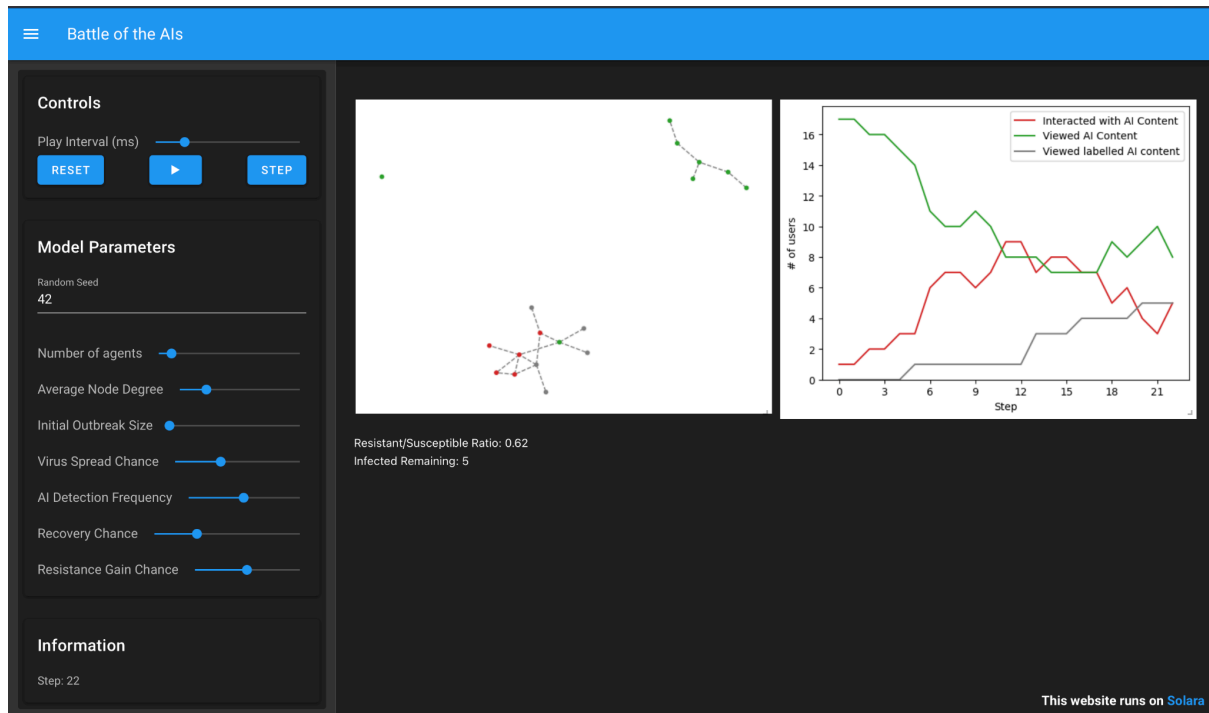 Battle of the AIs
Controls
Play Interval (ms)
RESET
STEP
Model Parameters
Random Seed
42
Number of agents
Average Node Degree
Initial Outbreak Size
Virus Spread Chance
AI Detection Frequency
Recovery Chance
Resistance Gain Chance
Information
Step: 22
Interacted with AI Content
Viewed AI Content
Viewed labelled AI content
16
14
12
10
8
6
4
2
0
# of users
0 3 6 9 12 15 18 21
Step
Resistant/Susceptible Ratio: 0.62
Infected Remaining: 5
This website runs on Solara